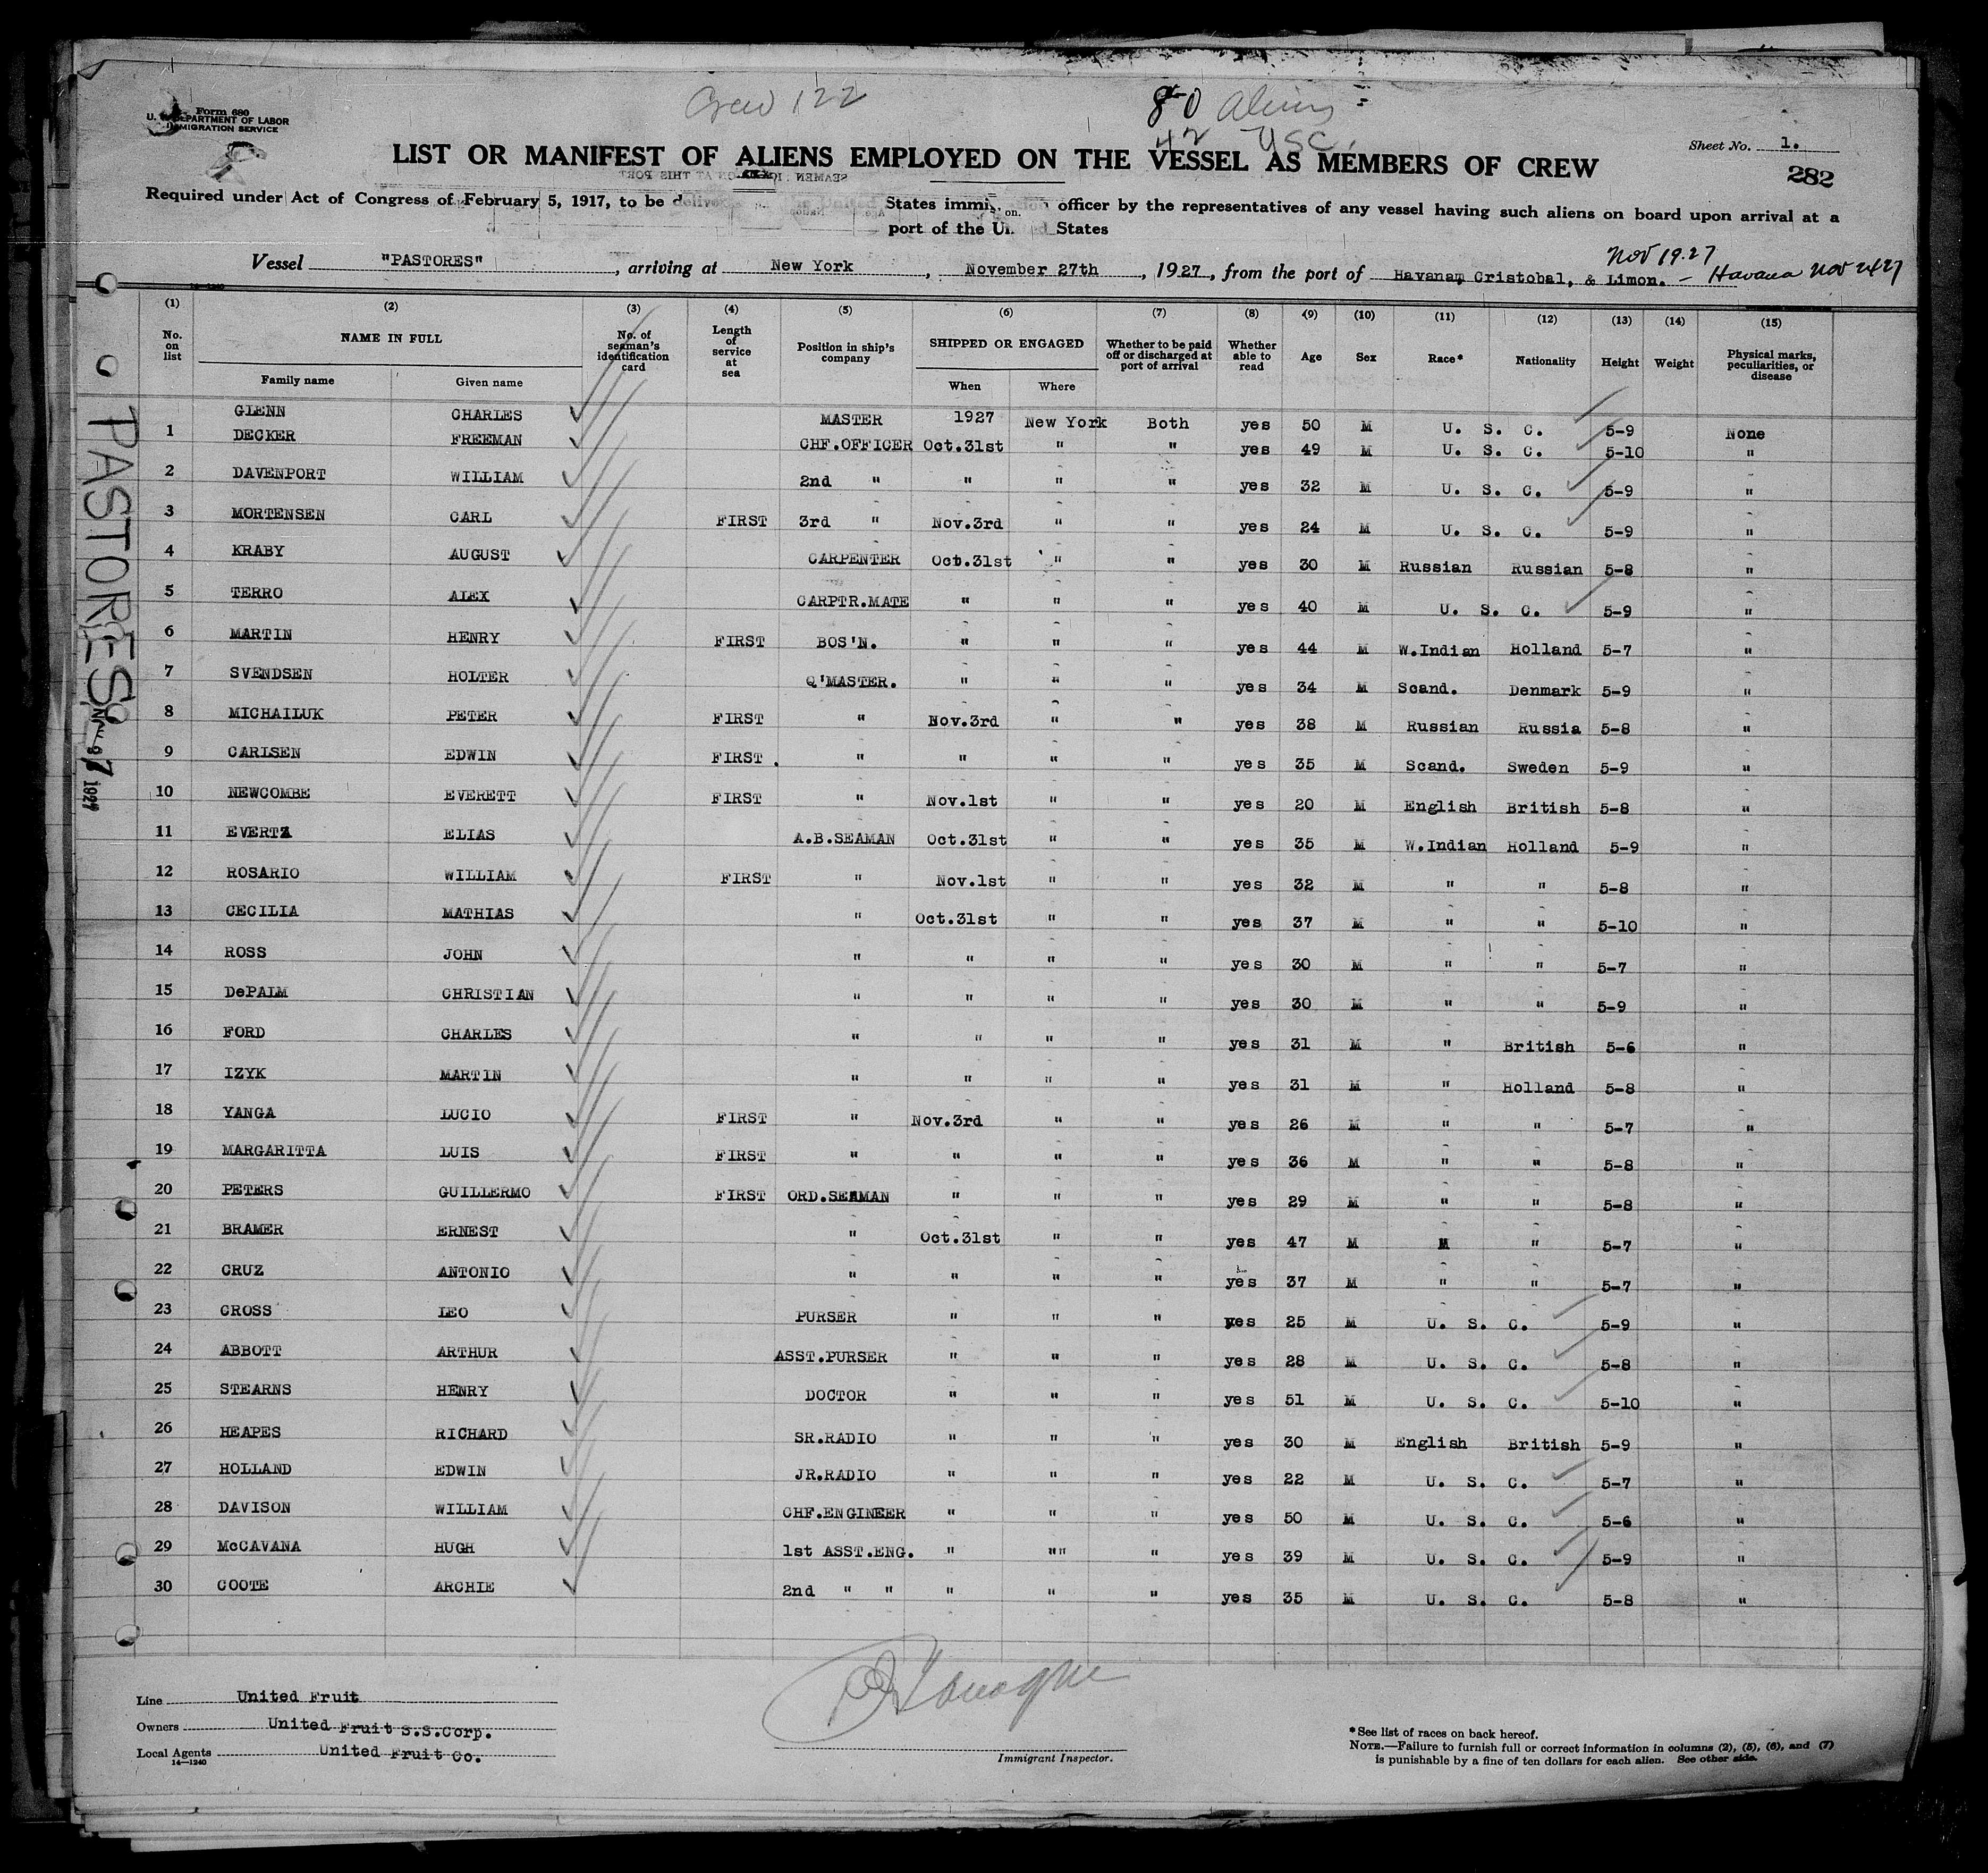 Crew 122
80 Aliens
42 USC.
Form 680
U. S. DEPARTMENT OF LABOR
IMMIGRATION SERVICE
Sheet No. 1.
282
LIST OR MANIFEST OF ALIENS EMPLOYED ON THE VESSEL AS MEMBERS OF CREW
Required under Act of Congress of February 5, 1917, to be delivered States immigration officer by the representatives of any vessel having such aliens on board upon arrival at a
port of the United States
Nov 19.27
Vessel "PASTORES", arriving at New York, November 27th, 1927, from the port of Havana, Cristobal, & Limon. - Havana Nov 24 27
(1) (2) (3) (4) (5) (6) (7) (8) (9) (10) (11) (12) (13) (14) (15)
No. on list NAME IN FULL Family name Given name No. of seaman's identification card Length of service at sea Position in ship's company SHIPPED OR ENGAGED When Where Whether to be paid off or discharged at port of arrival Whether able to read Age Sex Race* Nationality Height Weight Physical marks, peculiarities, or disease
GLENN CHARLES MASTER 1927 New York Both yes 50 M U. S. C. 5-9 None
1 DECKER FREEMAN CHF.OFFICER Oct.31st " " yes 49 M U. S. C. 5-10 "
2 DAVENPORT WILLIAM 2nd " " " " yes 32 M U. S. C. 5-9 "
3 MORTENSEN CARL FIRST 3rd " Nov.3rd " " yes 24 M U. S. C. 5-9 "
4 KRABY AUGUST CARPENTER Oct.31st " " yes 30 M Russian Russian 5-8 "
5 TERRO ALEX CARPTR.MATE " " " yes 40 M U. S. C. 5-9 "
6 MARTIN HENRY FIRST BOS'N. " " " yes 44 M W.Indian Holland 5-7 "
7 SVENDSEN HOLTER Q'MASTER. " " " yes 34 M Scand. Denmark 5-9 "
8 MICHAILUK PETER FIRST " Nov.3rd " " yes 38 M Russian Russia 5-8 "
9 CARLSEN EDWIN FIRST . " " " " yes 35 M Scand. Sweden 5-9 "
10 NEWCOMBE EVERETT FIRST " Nov.1st " " yes 20 M English British 5-8 "
11 EVERTZ ELIAS A.B.SEAMAN Oct.31st " " yes 35 M W.Indian Holland 5-9 "
12 ROSARIO WILLIAM FIRST " Nov.1st " " yes 32 M " " 5-8 "
13 CECILIA MATHIAS " Oct.31st " " yes 37 M " " 5-10 "
14 ROSS JOHN " " " " yes 30 M " " 5-7 "
15 DePALM CHRISTIAN " " " " yes 30 M " " 5-9 "
16 FORD CHARLES " " " " yes 31 M " British 5-6 "
17 IZYK MARTIN " " " " yes 31 M " Holland 5-8 "
18 YANGA LUCIO FIRST " Nov.3rd " " yes 26 M " " 5-7 "
19 MARGARITTA LUIS FIRST " " " " yes 36 M " " 5-8 "
20 PETERS GUILLERMO FIRST ORD.SEAMAN " " " yes 29 M " " 5-8 "
21 BRAMER ERNEST " Oct.31st " " yes 47 M " " 5-7 "
22 CRUZ ANTONIO " " " " yes 37 M " " 5-7 "
23 GROSS LEO PURSER " " " yes 25 M U. S. C. 5-9 "
24 ABBOTT ARTHUR ASST.PURSER " " " yes 28 M U. S. C. 5-8 "
25 STEARNS HENRY DOCTOR " " " yes 51 M U. S. C. 5-10 "
26 HEAPES RICHARD SR.RADIO " " " yes 30 M English British 5-9 "
27 HOLLAND EDWIN JR.RADIO " " " yes 22 M U. S. C. 5-7 "
28 DAVISON WILLIAM CHF.ENGINEER " " " yes 50 M U. S. C. 5-6 "
29 McCAVANA HUGH 1st ASST.ENG. " "" " yes 39 M U. S. C. 5-9 "
30 COOTE ARCHIE 2nd " " " " " yes 35 M U. S. C. 5-8 "
PASTORES
Nov 27 1927
Line United Fruit
Owners United Fruit S.S.Corp.
Local Agents United Fruit Co.
14—1240
Immigrant Inspector.
*See list of races on back hereof.
NOTE.—Failure to furnish full or correct information in columns (2), (5), (6), and (7)
is punishable by a fine of ten dollars for each alien. See other side.